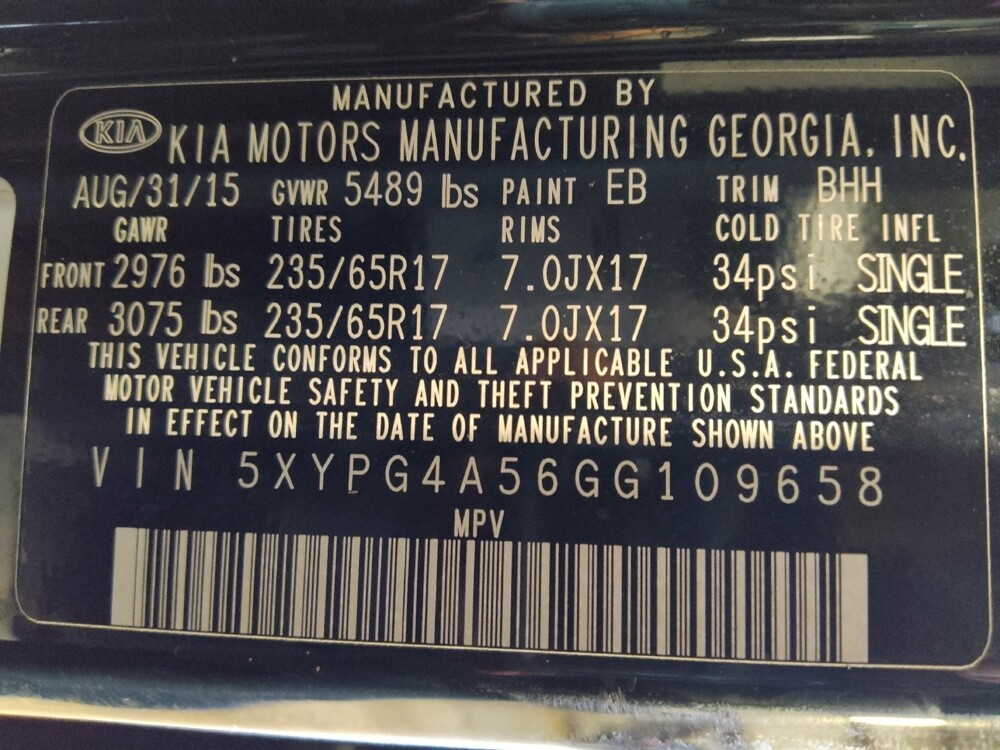 MANUFACTURED BY
KIA KIA MOTORS MANUFACTURING GEORGIA, INC.
AUG/31/15 GVWR 5489 lbs PAINT EB TRIM BHH
GAWR TIRES RIMS COLD TIRE INFL
FRONT 2976 lbs 235/65R17 7.0JX17 34psi SINGLE
REAR 3075 lbs 235/65R17 7.0JX17 34psi SINGLE
THIS VEHICLE CONFORMS TO ALL APPLICABLE U.S.A. FEDERAL
MOTOR VEHICLE SAFETY AND THEFT PREVENTION STANDARDS
IN EFFECT ON THE DATE OF MANUFACTURE SHOWN ABOVE
VIN 5XYPG4A56GG109658
MPV